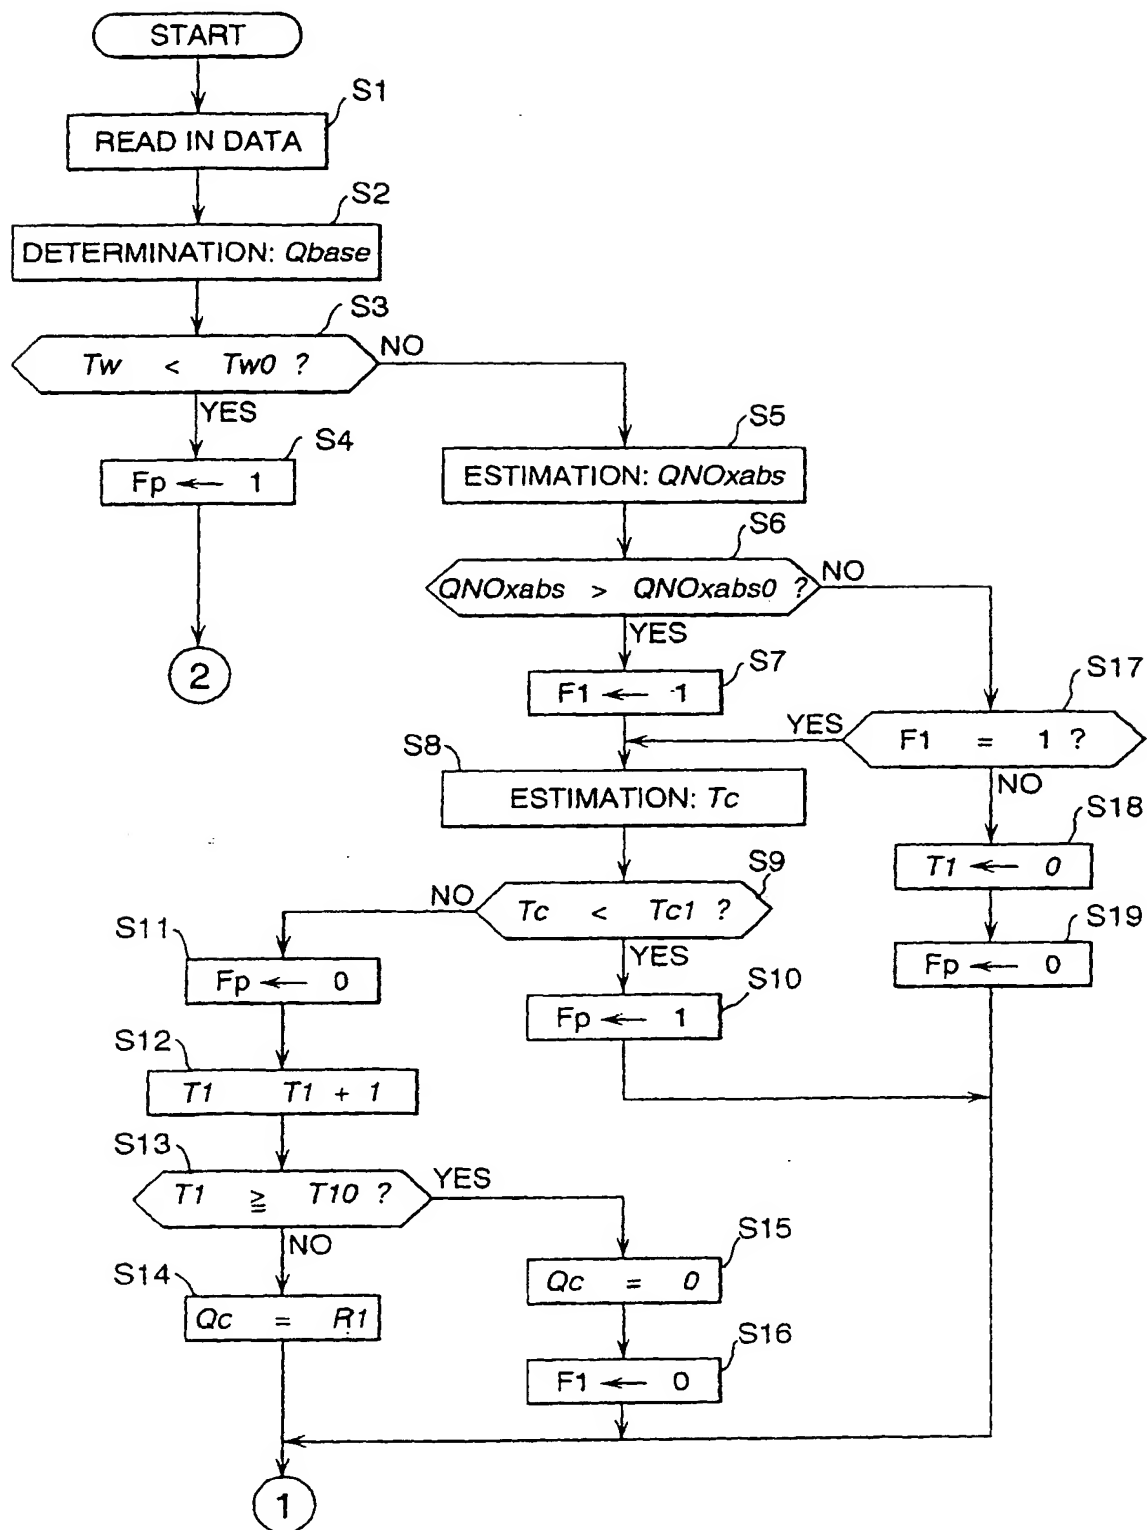 START
S1
READ IN DATA
S2
DETERMINATION: Qbase
S3
Tw < Tw0 ?
NO
YES
S4
Fp ← 1
2
S5
ESTIMATION: QNOxabs
S6
QNOxabs > QNOxabs0 ?
NO
YES
S7
F1 ← 1
S17
F1 = 1 ?
YES
NO
S8
ESTIMATION: Tc
S18
T1 ← 0
S9
Tc < Tc1 ?
NO
YES
S19
Fp ← 0
S11
Fp ← 0
S10
Fp ← 1
S12
T1 T1 + 1
S13
T1 ≧ T10 ?
YES
NO
S15
Qc = 0
S14
Qc = R1
S16
F1 ← 0
1